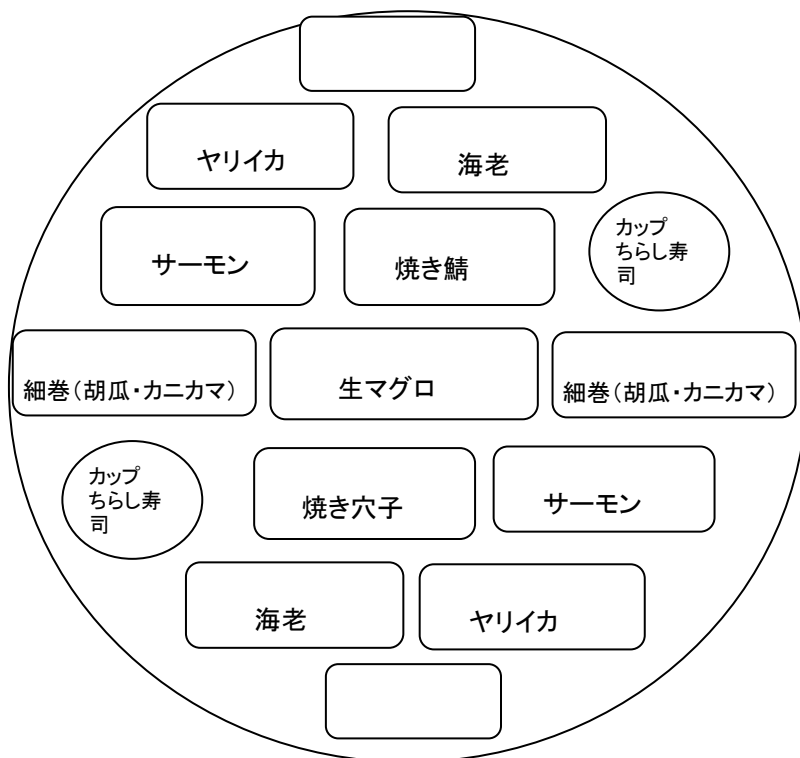 ヤリイカ
海老
サーモン
焼き鯖
カップ
ちらし寿
司
細巻（胡瓜・カニカマ）
生マグロ
細巻（胡瓜・カニカマ）
カップ
ちらし寿
司
焼き穴子
サーモン
海老
ヤリイカ